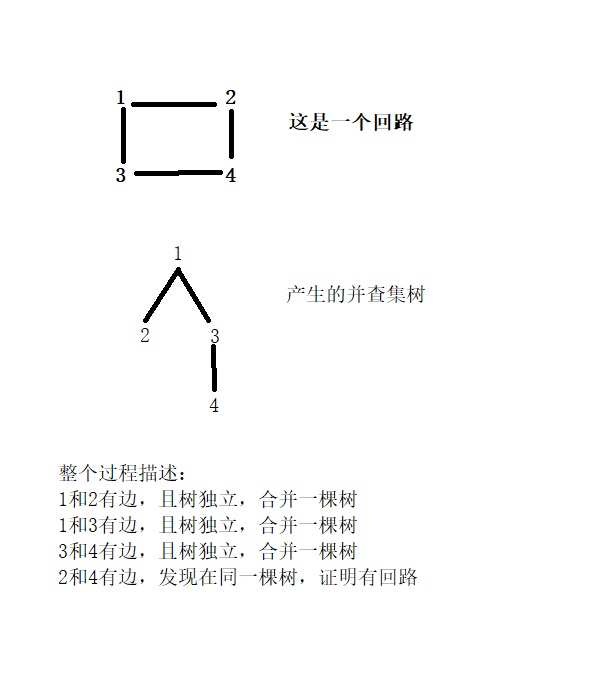 1 2
这是一个回路
3 4
1
产生的并查集树
2 3
4
整个过程描述：
1和2有边，且树独立，合并一棵树
1和3有边，且树独立，合并一棵树
3和4有边，且树独立，合并一棵树
2和4有边，发现在同一棵树，证明有回路